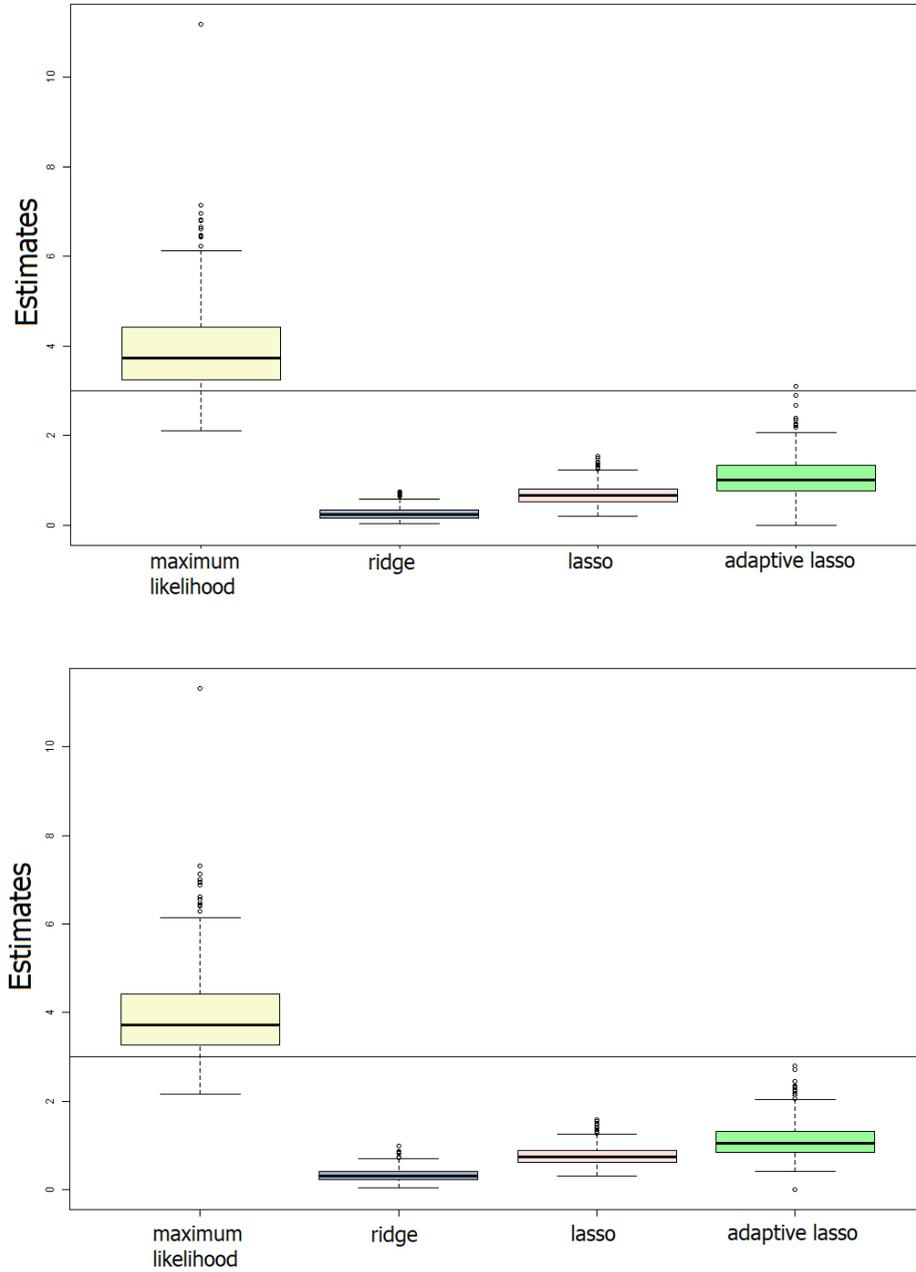 Estimates
10
8
6
4
2
0
maximum
likelihood
ridge
lasso
adaptive lasso
Estimates
10
8
6
4
2
0
maximum
likelihood
ridge
lasso
adaptive lasso